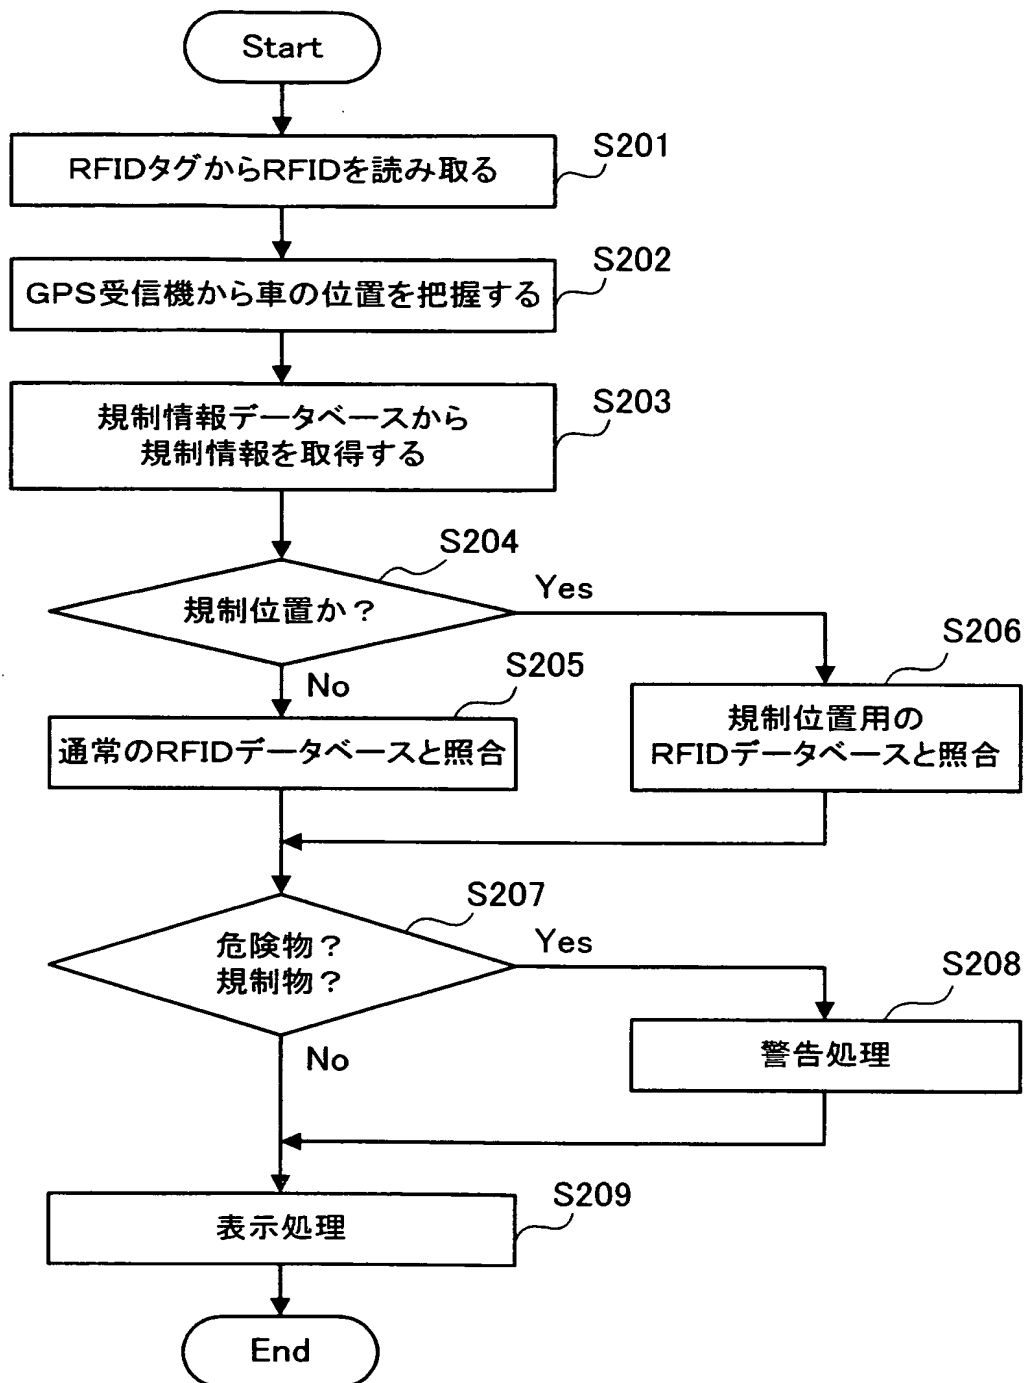 Start
S201
RFIDタグからRFIDを読み取る
S202
GPS受信機から車の位置を把握する
S203
規制情報データベースから
規制情報を取得する
S204
規制位置か？
Yes
No
S205
通常のRFIDデータベースと照合
S206
規制位置用の
RFIDデータベースと照合
S207
危険物？
規制物？
Yes
No
S208
警告処理
S209
表示処理
End